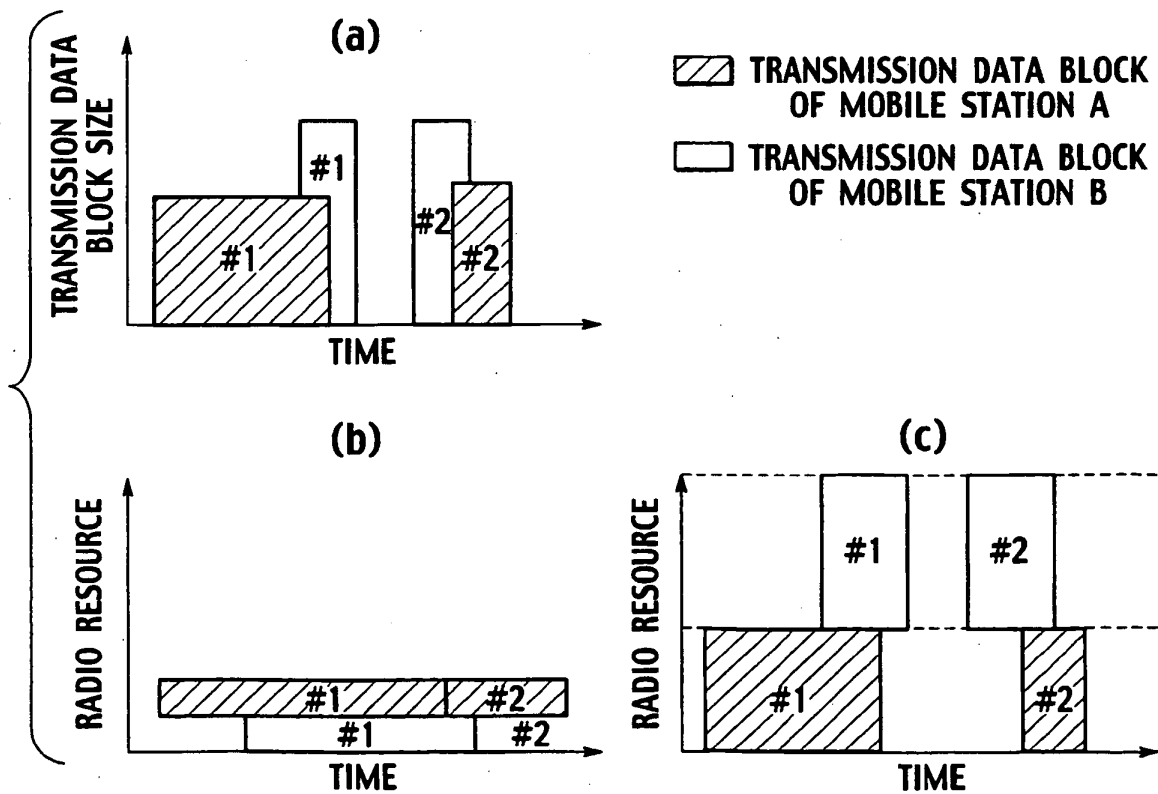 (a)
TRANSMISSION DATA
BLOCK SIZE
#1
#1
#2
#2
TIME
TRANSMISSION DATA BLOCK
OF MOBILE STATION A
TRANSMISSION DATA BLOCK
OF MOBILE STATION B
(b)
RADIO RESOURCE
#1
#2
#1
#2
TIME
(c)
RADIO RESOURCE
#1
#2
#1
#2
TIME